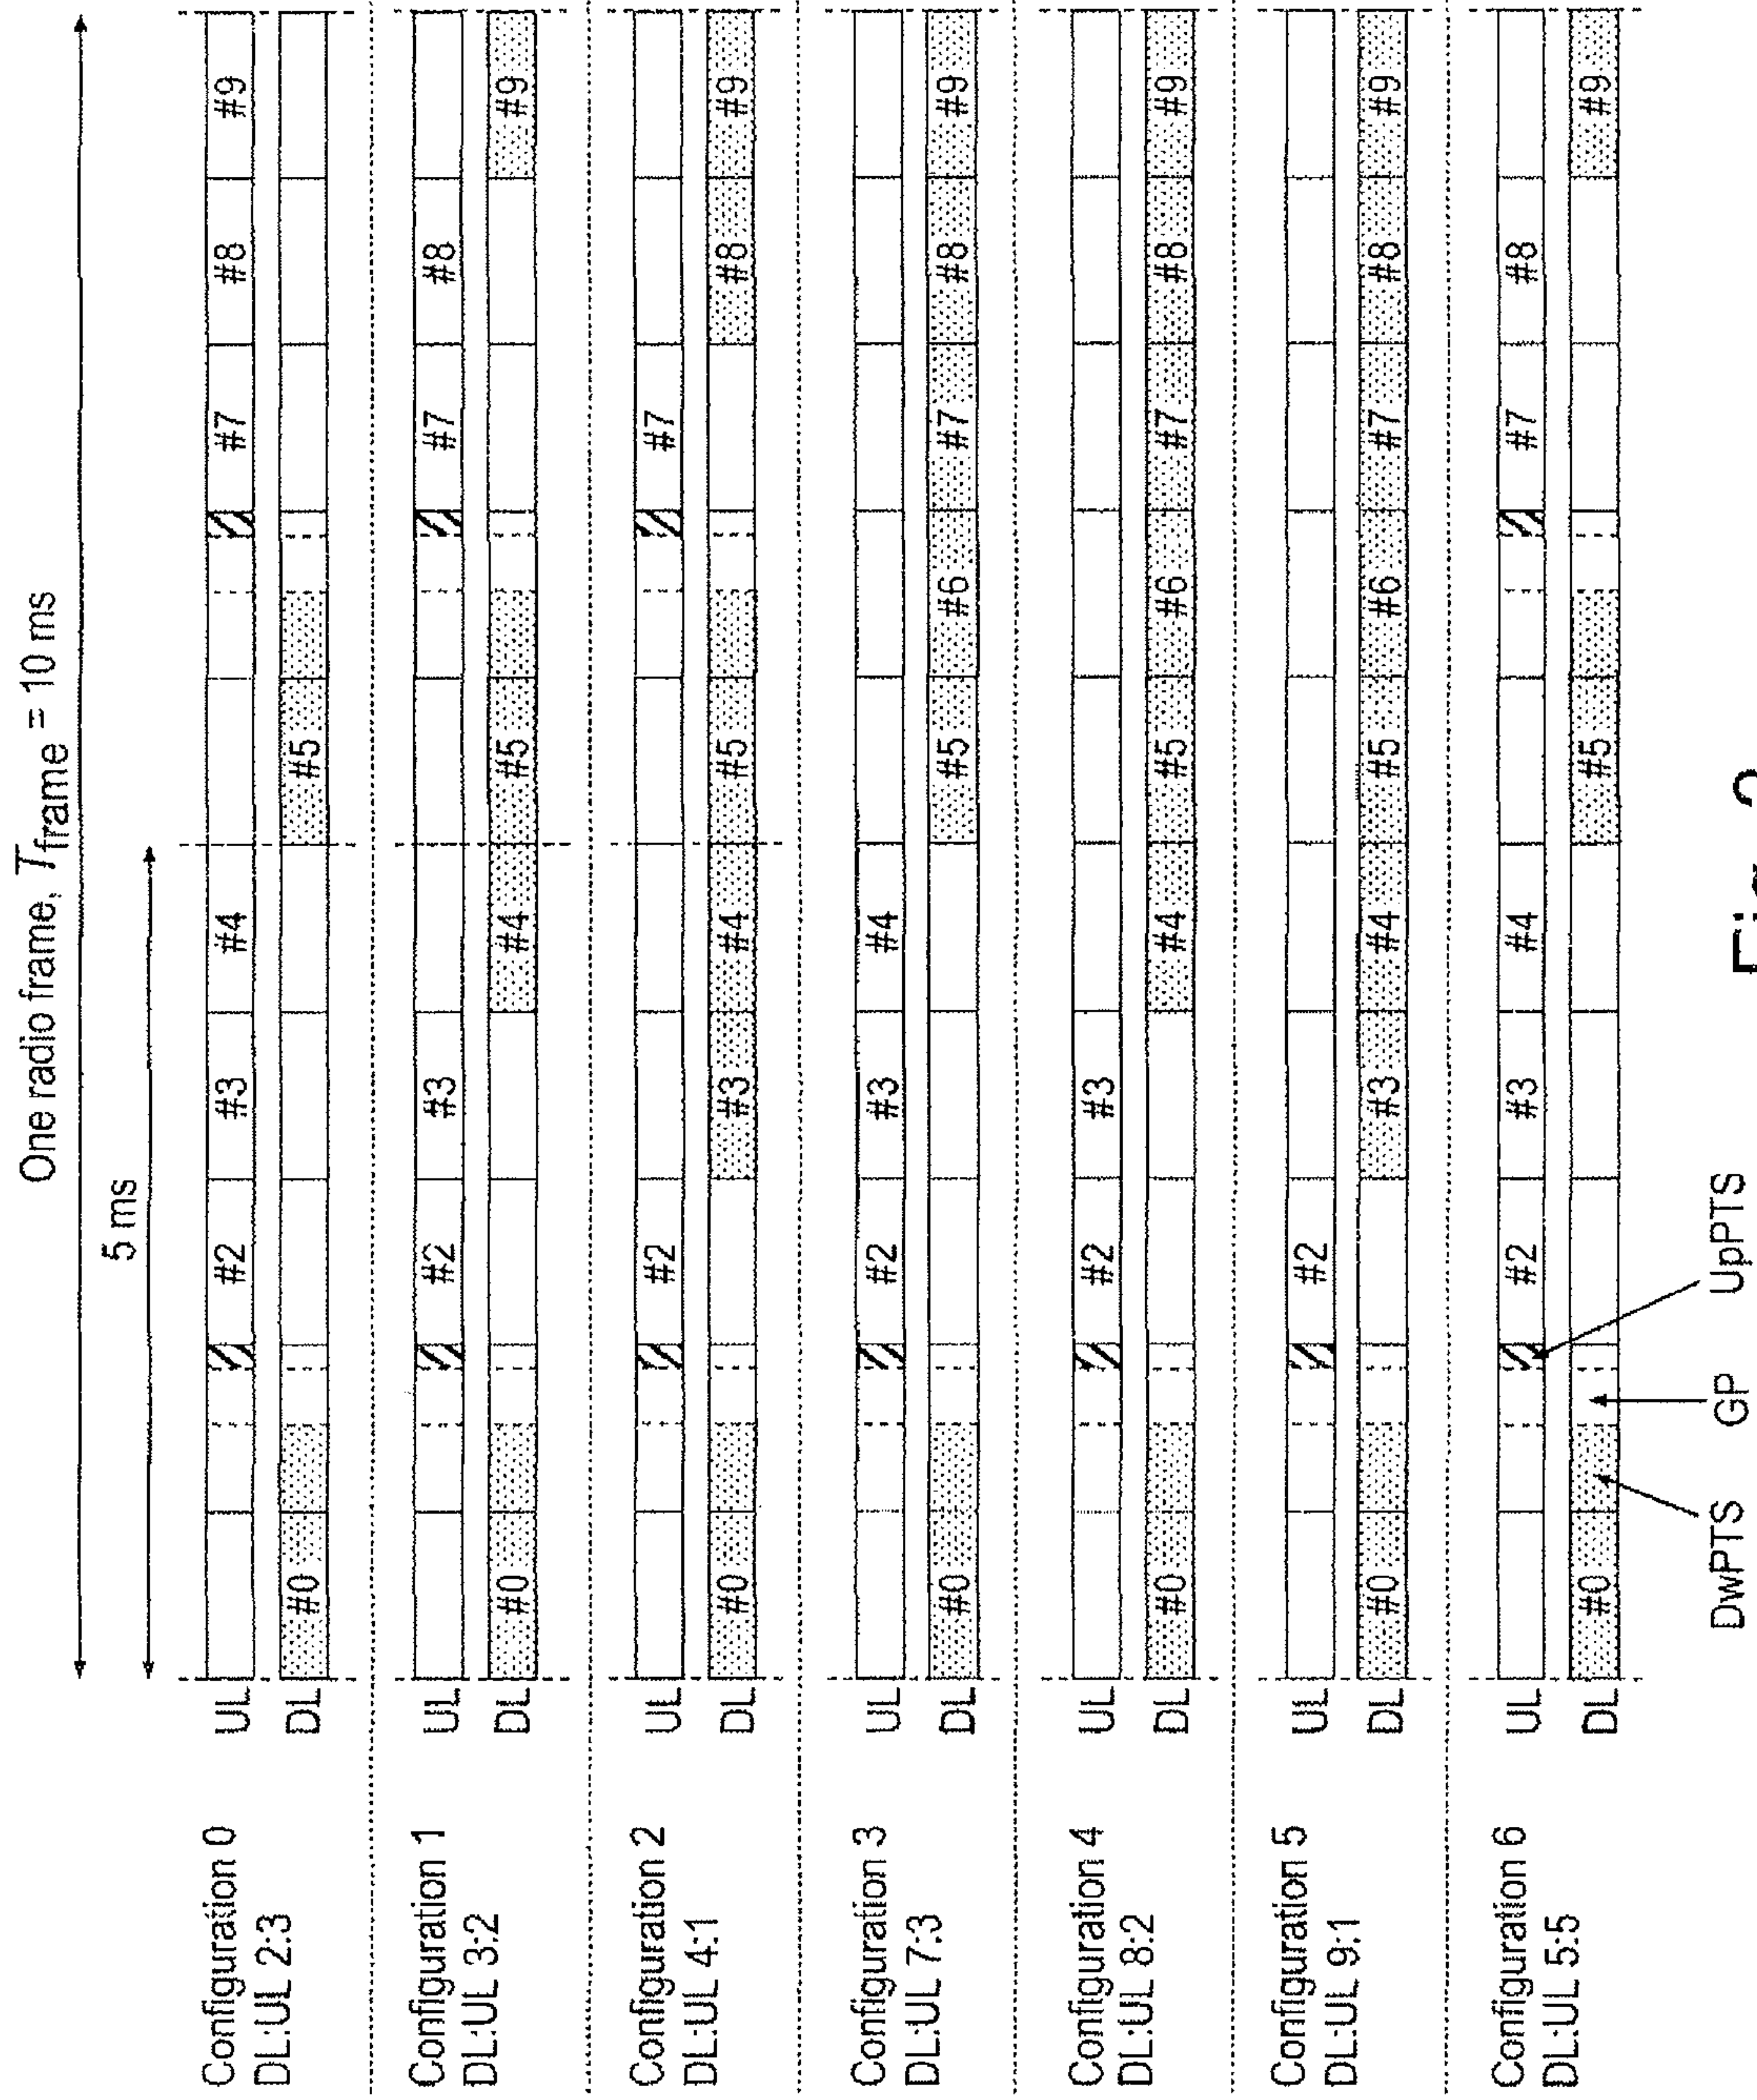 One radio frame, Tframe = 10 ms
5 ms
Configuration 0
DL:UL 2:3
UL #2 #3 #4 #7 #8 #9
DL #0 #5
Configuration 1
DL:UL 3:2
UL #2 #3 #7 #8
DL #0 #4 #5 #9
Configuration 2
DL:UL 4:1
UL #2 #7
DL #0 #3 #4 #5 #8 #9
Configuration 3
DL:UL 7:3
UL #2 #3 #4
DL #0 #5 #6 #7 #8 #9
Configuration 4
DL:UL 8:2
UL #2 #3
DL #0 #4 #5 #6 #7 #8 #9
Configuration 5
DL:UL 9:1
UL #2
DL #0 #3 #4 #5 #6 #7 #8 #9
Configuration 6
DL:UL 5:5
UL #2 #3 #4 #7 #8
DL #0 #5 #9
DwPTS GP UpPTS